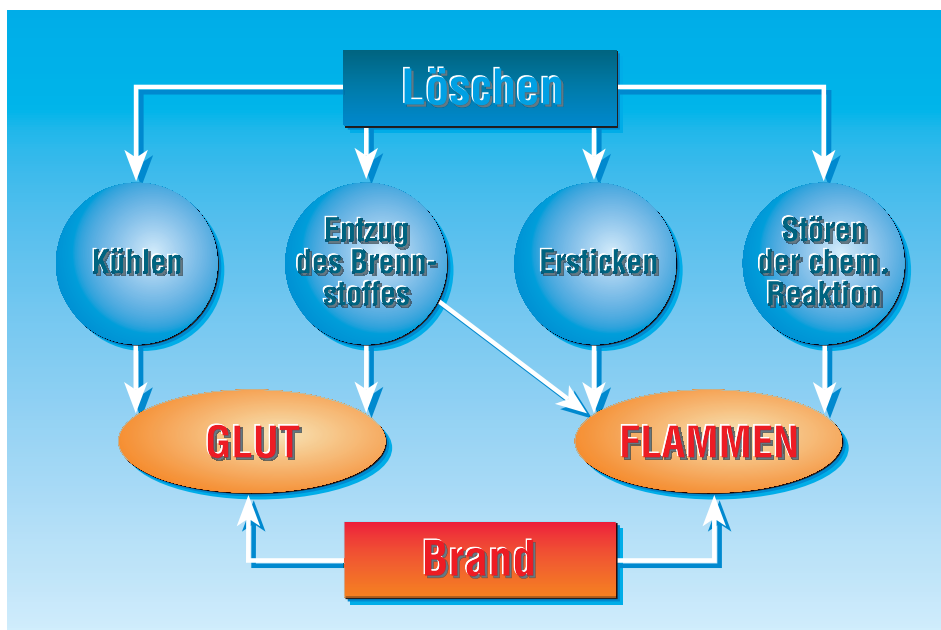 Löschen
Kühlen
Entzug
des Brenn-
stoffes
Ersticken
Stören
der chem.
Reaktion
GLUT
FLAMMEN
Brand